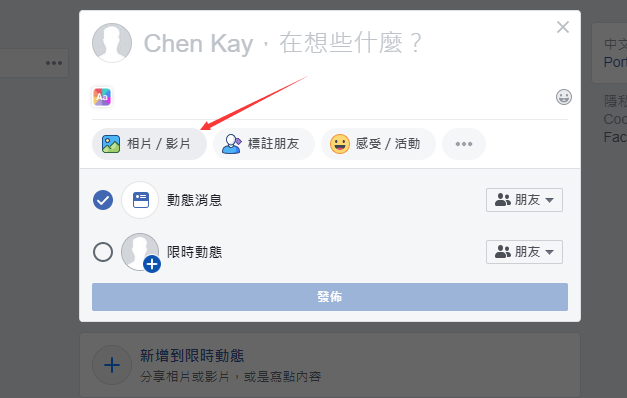 Chen Kay，在想些什麼？
中文
Port
隱私
Coo
Fac
Aa
相片 / 影片
標註朋友
感受 / 活動
動態消息
朋友
限時動態
朋友
發佈
新增到限時動態
分享相片或影片，或是寫點內容